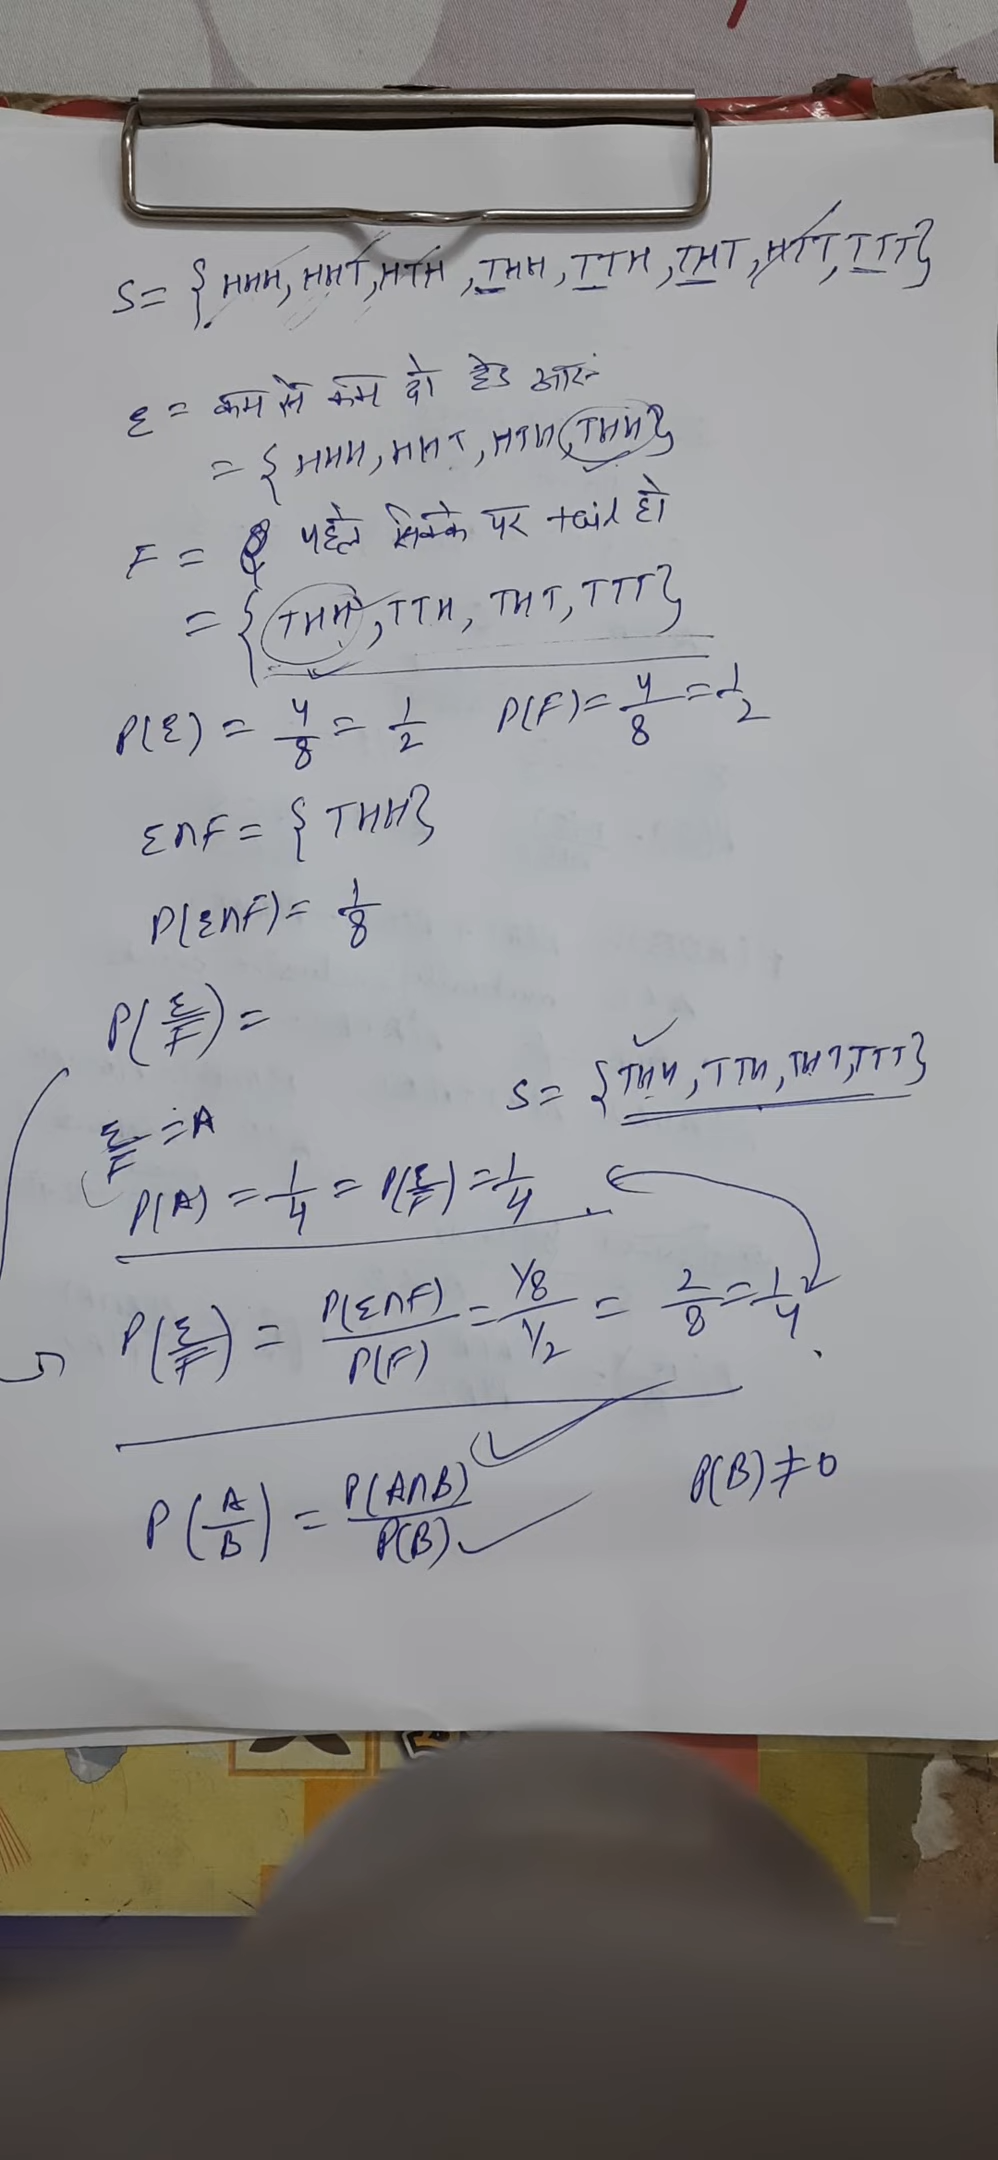 S= {HHH, HHT, HTH, THH, TTH, THT, HTT, TTT}
E = कम से कम दो हेड आए
= {HHH, HHT, HTH, THH}
F = पहले सिक्के पर tail हो
= {THH, TTH, THT, TTT}
P(E) = 4/8 = 1/2 P(F)= 4/8 = 1/2
E∩F = {THH}
P(E∩F)= 1/8
P(E/F) =
S= {THH, TTH, THT, TTT}
E/F = A
P(A) = 1/4 = P(E/F) = 1/4
P(E/F) = P(E∩F)/P(F) = 1/8/1/2 = 2/8 = 1/4
P(A/B) = P(A∩B)/P(B) P(B)≠0